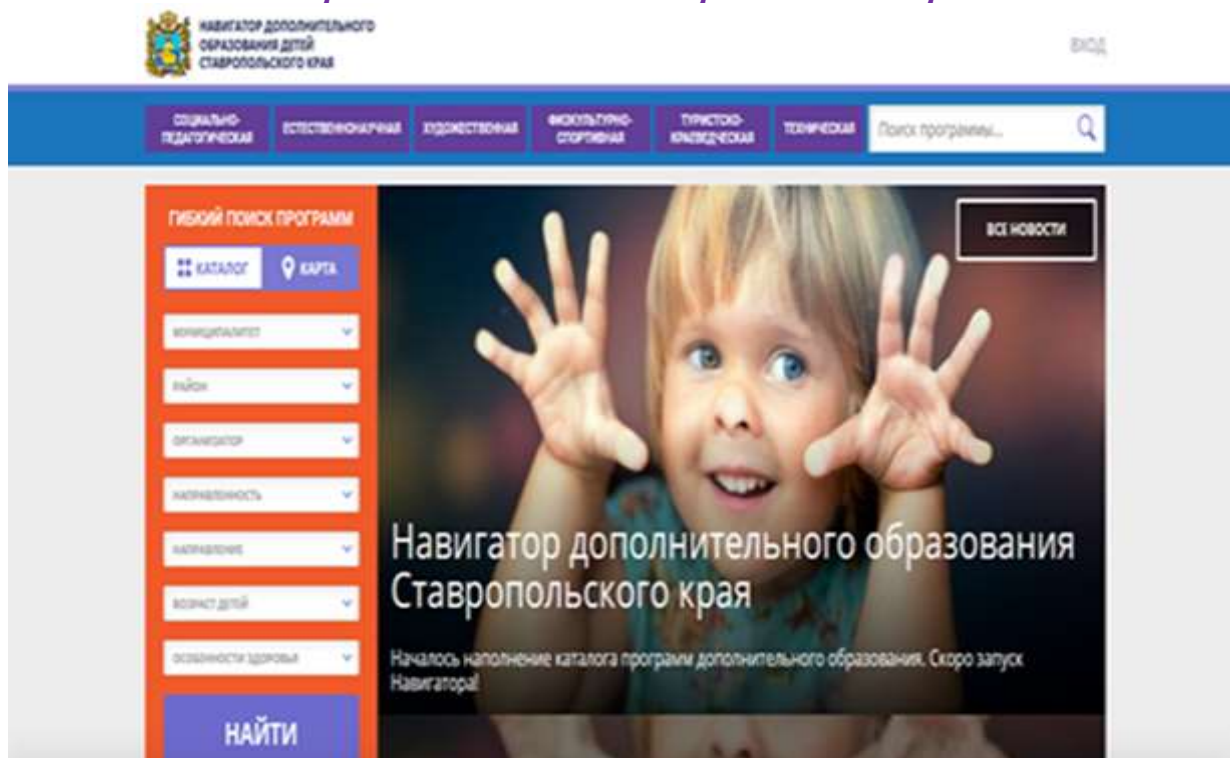 НАВИГАТОР ДОПОЛНИТЕЛЬНОГО
ОБРАЗОВАНИЯ ДЕТЕЙ
СТАВРОПОЛЬСКОГО КРАЯ
ВХОД
СОЦИАЛЬНО-
ПЕДАГОГИЧЕСКАЯ
ЕСТЕСТВЕННОНАУЧНАЯ
ХУДОЖЕСТВЕННАЯ
ФИЗКУЛЬТУРНО-
СПОРТИВНАЯ
ТУРИСТСКО-
КРАЕВЕДЧЕСКАЯ
ТЕХНИЧЕСКАЯ
Поиск программы...
ГИБКИЙ ПОИСК ПРОГРАММ
КАТАЛОГ
КАРТА
МУНИЦИПАЛИТЕТ
РАЙОН
ОРГАНИЗАТОР
НАПРАВЛЕННОСТЬ
НАПРАВЛЕНИЕ
ВОЗРАСТ ДЕТЕЙ
ОСОБЕННОСТИ ЗДОРОВЬЯ
НАЙТИ
ВСЕ НОВОСТИ
Навигатор дополнительного образования
Ставропольского края
Началось наполнение каталога программ дополнительного образования. Скоро запуск
Навигатора!